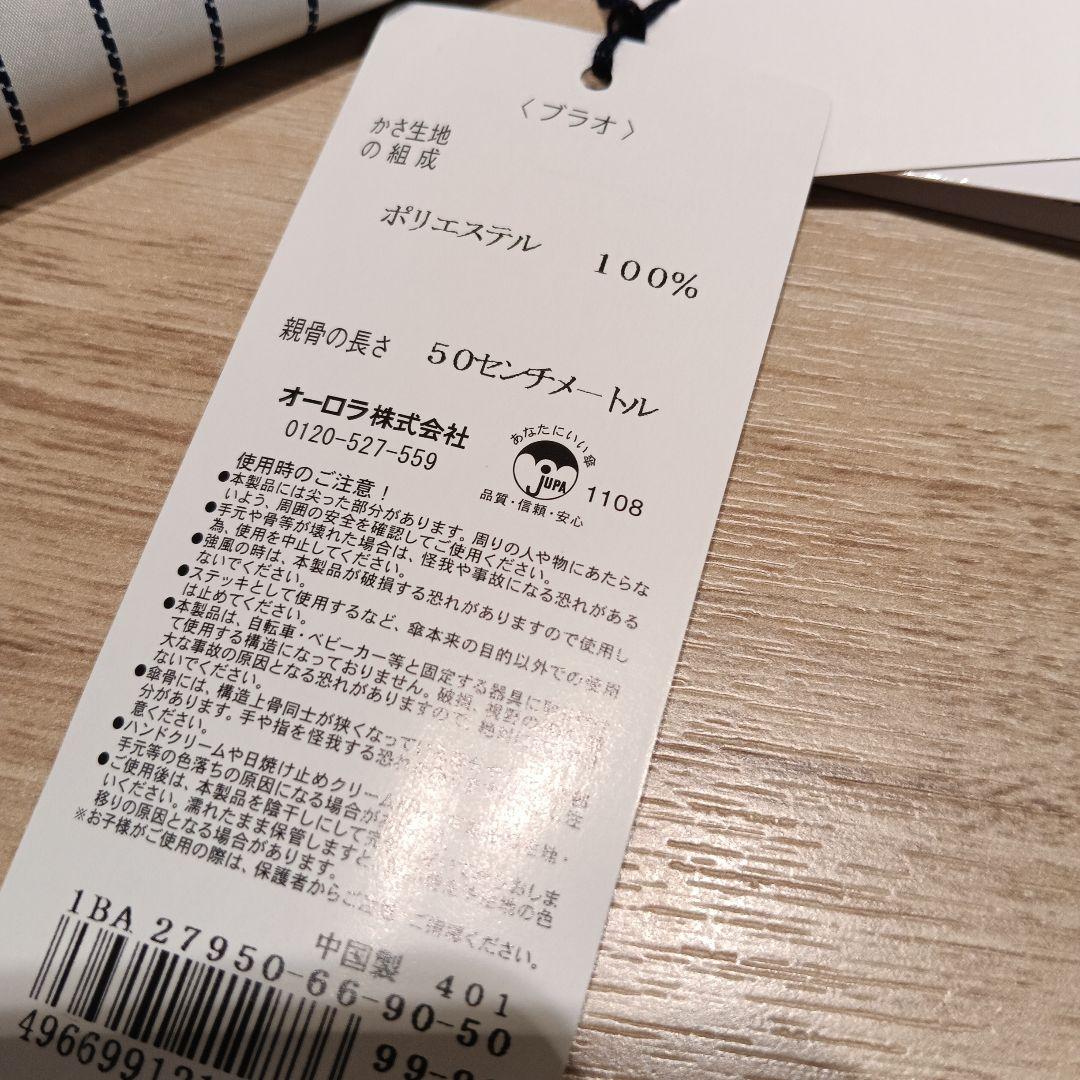 〈ブラオ〉
かさ生地
の組成
ポリエステル 100%
親骨の長さ 50センチメートル
オーロラ株式会社
0120-527-559
あなたにいい傘
JUPA
品質・信頼・安心
1108
使用時のご注意！
●本製品には尖った部分があります。周りの人や物にあたらな
いよう、周囲の安全を確認してご使用ください。
●手元や骨等が壊れた場合は、怪我や事故になる恐れがある
為、使用を中止してください。
●強風の時は、本製品が破損する恐れがありますので使用し
ないでください。
●ステッキとして使用するなど、傘本来の目的以外での使用
は止めてください。
●本製品は、自転車・ベビーカー等と固定する器具に
て使用する構造になっておりません。破損、視野の
大な事故の原因となる恐れがありますので、絶対
ないでください。
●傘骨には、構造上骨同士が狭くなって
分があります。手や指を怪我する恐れ
意ください。
●ハンドクリームや日焼け止めクリーム
手元等の色落ちの原因になる場合が
●ご使用後は、本製品を陰干しにして完
いください。濡れたまま保管しますと 地の色
移りの原因となる場合があります。
※お子様がご使用の際は、保護者からご注意 ください。
中国製 401
1BA 27950-66-90-50
99-9
496699121